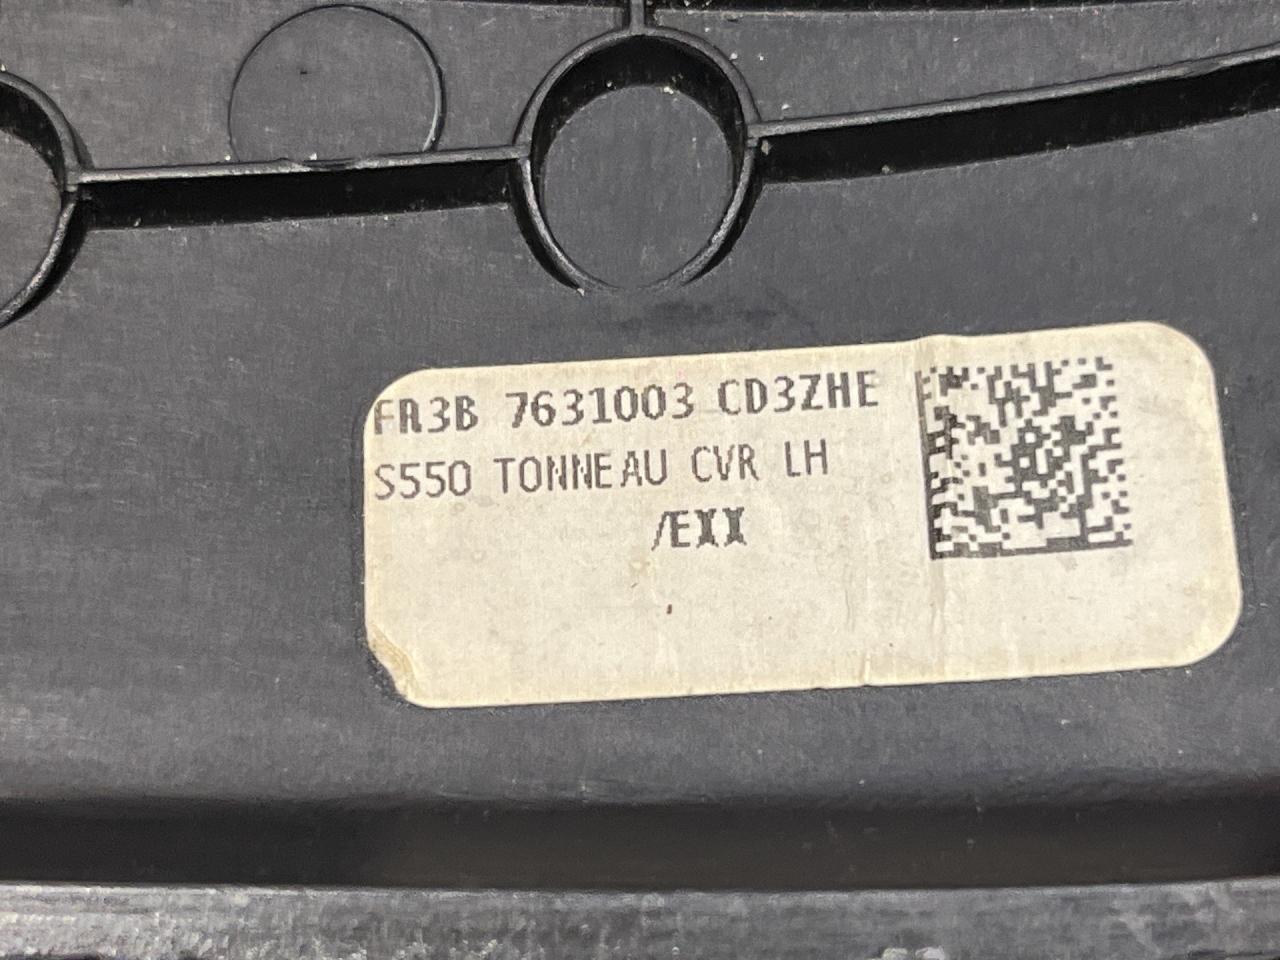 FR3B 7631003 CD3ZHE
S550 TONNEAU CVR LH
/EXX